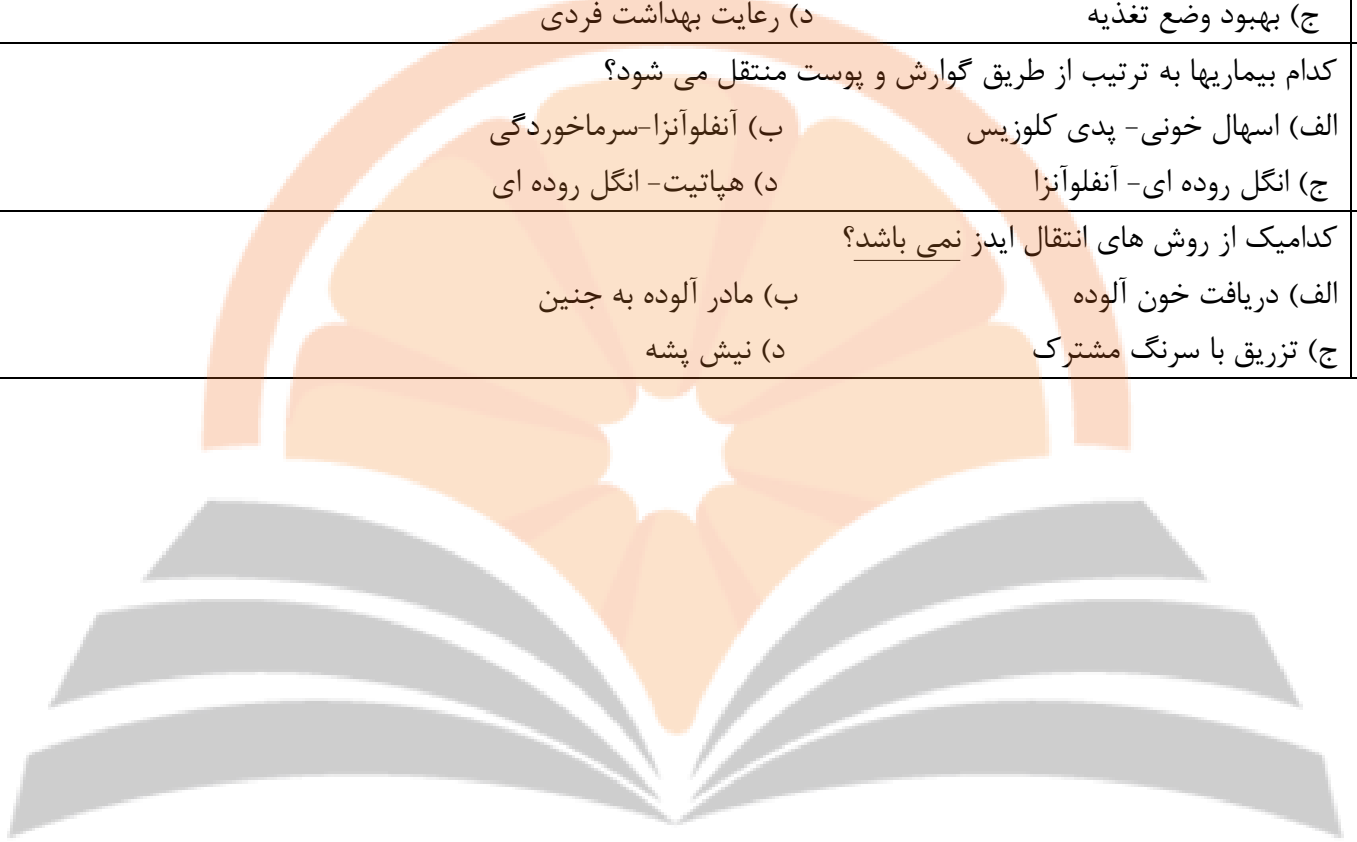 ج) بهبود وضع تغذیه د) رعایت بهداشت فردی
کدام بیماریها به ترتیب از طریق گوارش و پوست منتقل می شود؟
الف) اسهال خونی- پدی کلوزیس ب) آنفلوآنزا-سرماخوردگی
ج) انگل روده ای- آنفلوآنزا د) هپاتیت- انگل روده ای
کدامیک از روش های انتقال ایدز نمی باشد؟
الف) دریافت خون آلوده ب) مادر آلوده به جنین
ج) تزریق با سرنگ مشترک د) نیش پشه